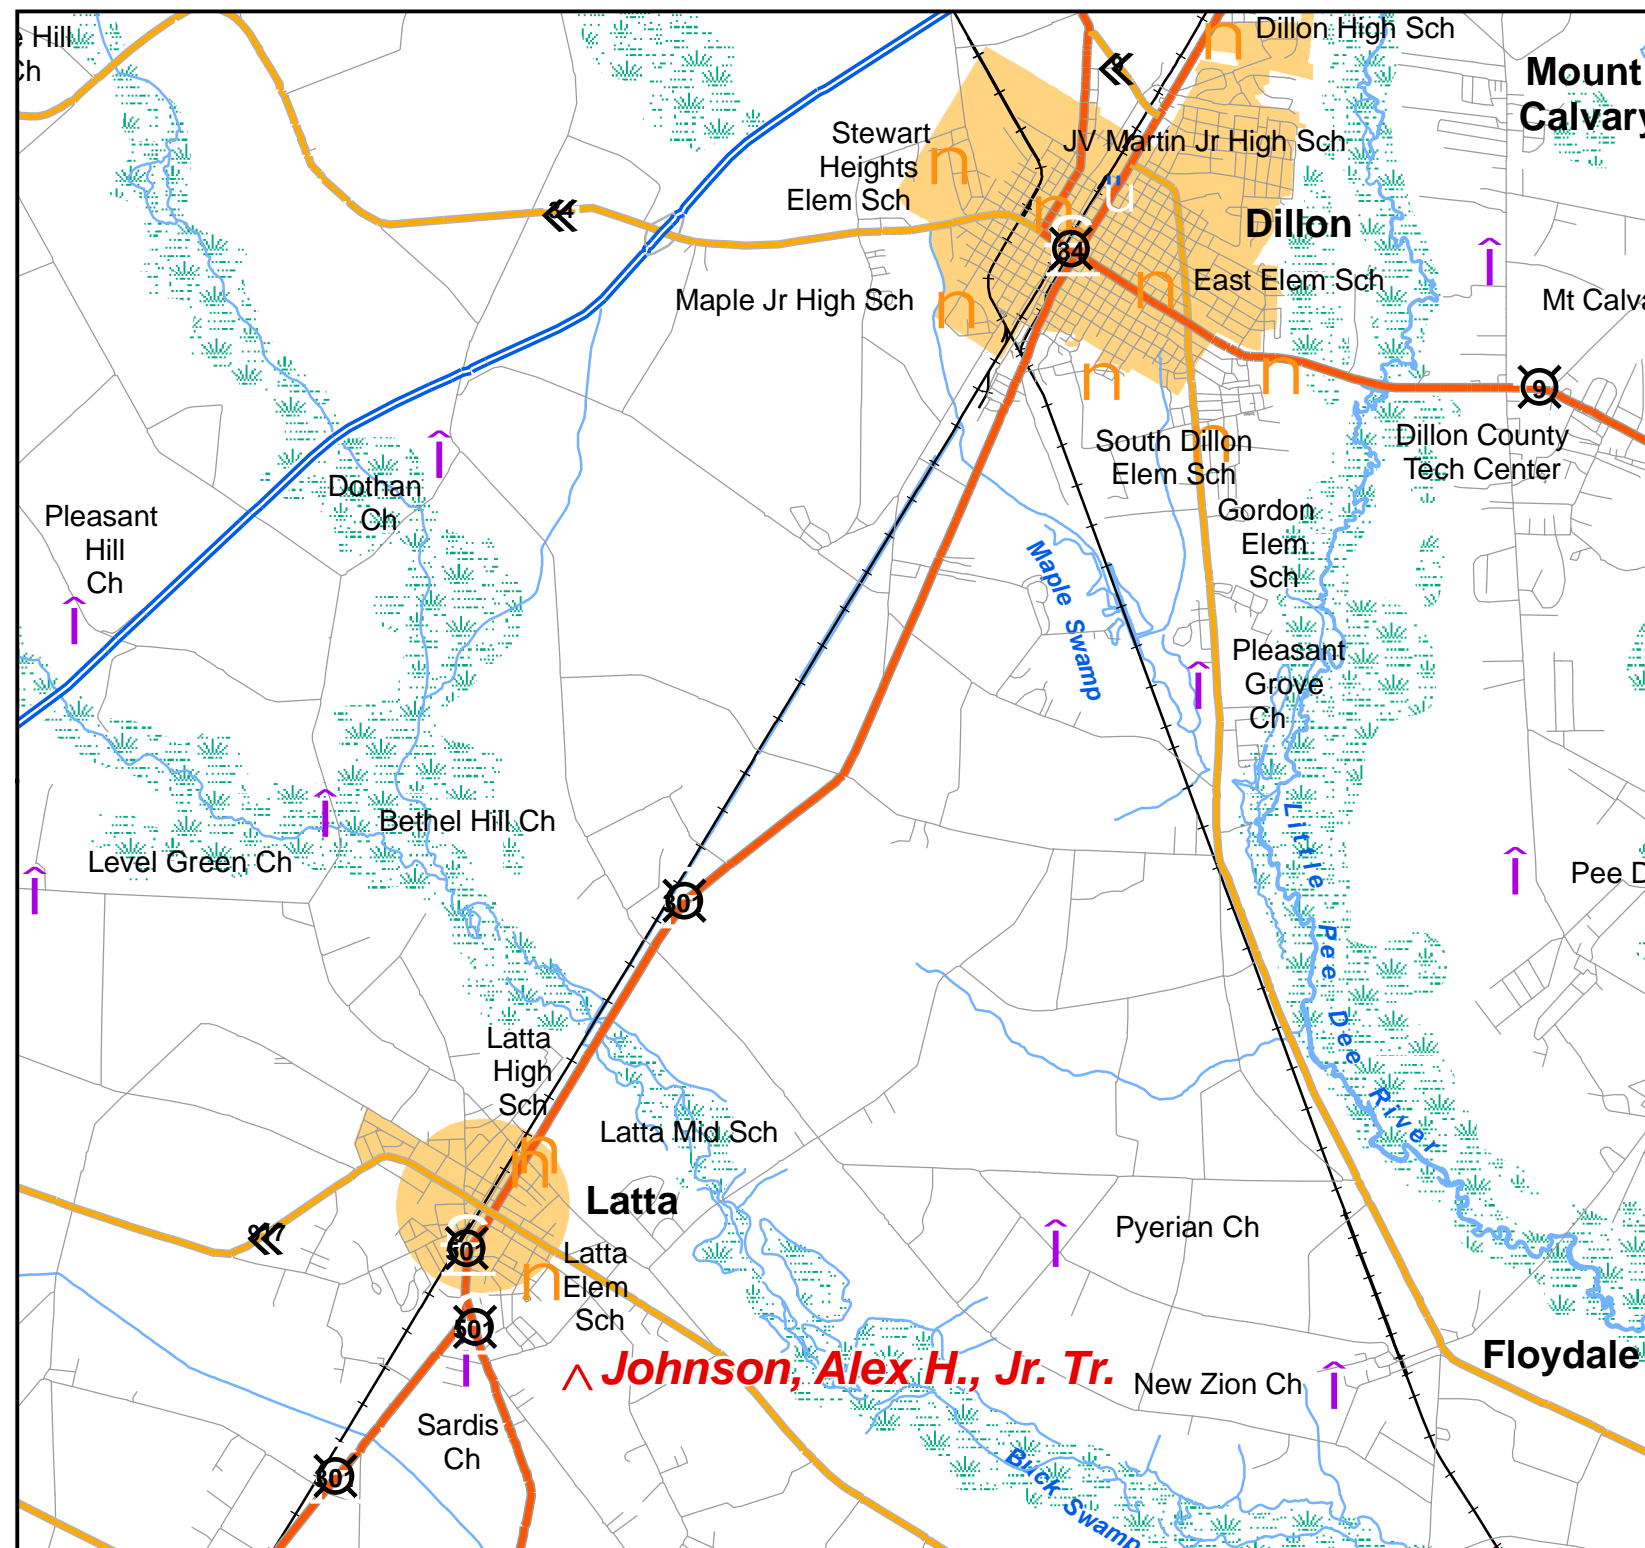 Hill
Ch
Dillon High Sch
Mount
Calvary
9
Stewart
Heights
Elem Sch
JV Martin Jr High Sch
Dillon
34
East Elem Sch
Maple Jr High Sch
Mt Calva
9
South Dillon
Elem Sch
Dillon County
Tech Center
Dothan
Ch
Pleasant
Hill
Ch
Gordon
Elem
Sch
Maple Swamp
Pleasant
Grove
Ch
Bethel Hill Ch
Level Green Ch
Pee D
301
Little Pee Dee River
Latta
High
Sch
Latta Mid Sch
Latta
917
501
Pyerian Ch
Latta
Elem
Sch
501
Floydale
Johnson, Alex H., Jr. Tr.
New Zion Ch
Sardis
Ch
301
Buck Swamp